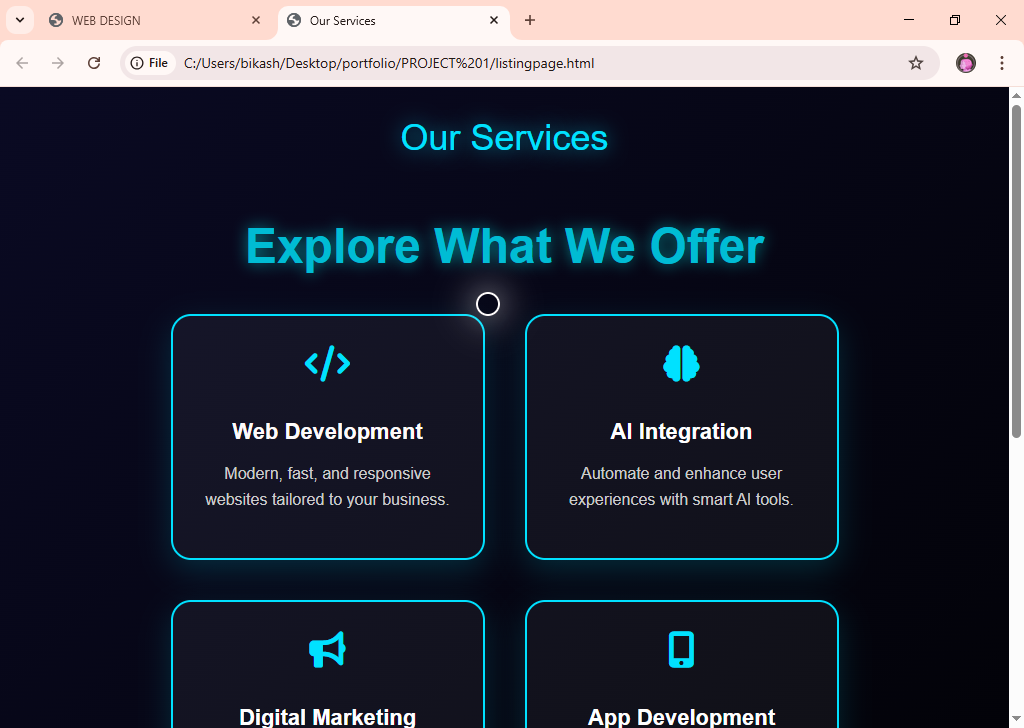 WEB DESIGN
Our Services
File
C:/Users/bikash/Desktop/portfolio/PROJECT%201/listingpage.html
Our Services
Explore What We Offer
Web Development
Modern, fast, and responsive
websites tailored to your business.
AI Integration
Automate and enhance user
experiences with smart AI tools.
Digital Marketing
App Development